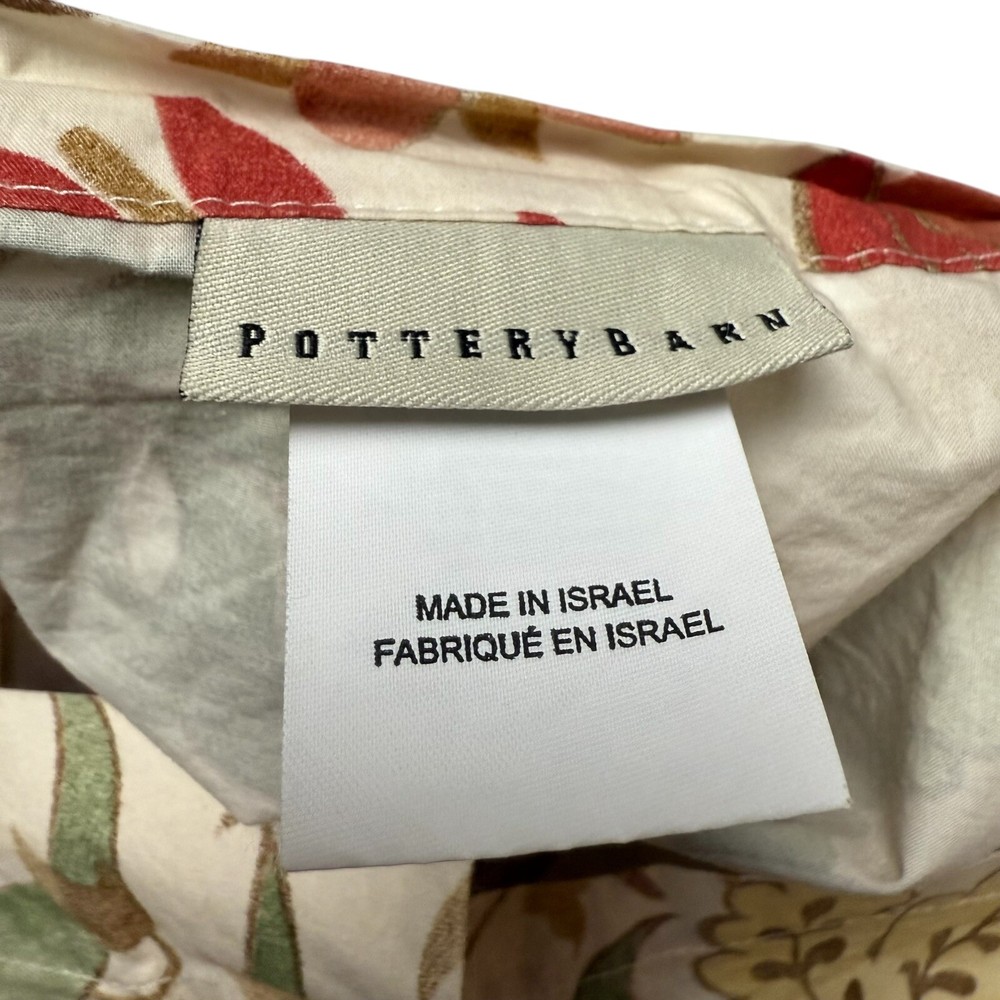 POTTERYBARN
MADE IN ISRAEL
FABRIQUÉ EN ISRAEL